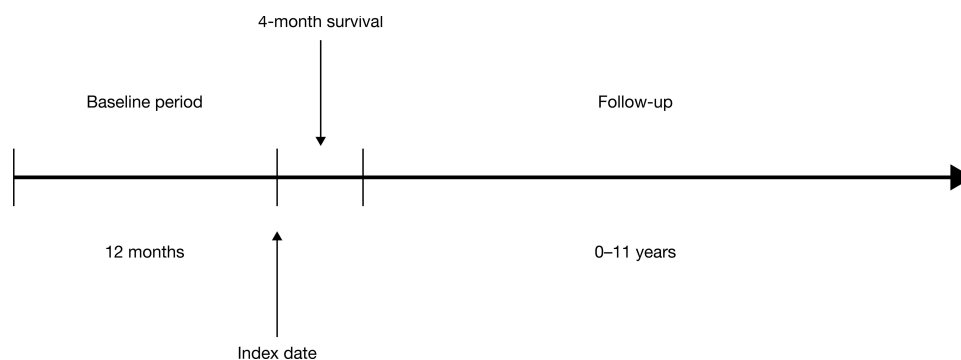 4-month survival
Baseline period
Follow-up
12 months
0–11 years
Index date